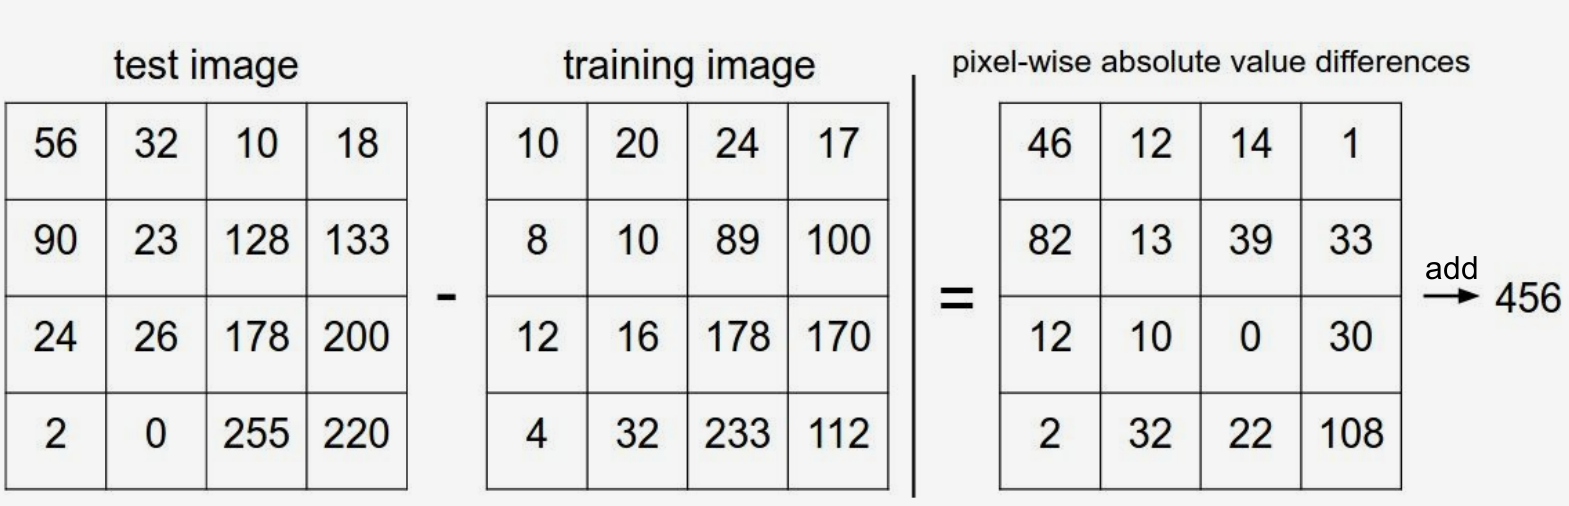 test image
training image
pixel-wise absolute value differences
56 32 10 18
90 23 128 133
24 26 178 200
2 0 255 220
-
10 20 24 17
8 10 89 100
12 16 178 170
4 32 233 112
=
46 12 14 1
82 13 39 33
12 10 0 30
2 32 22 108
add
→ 456